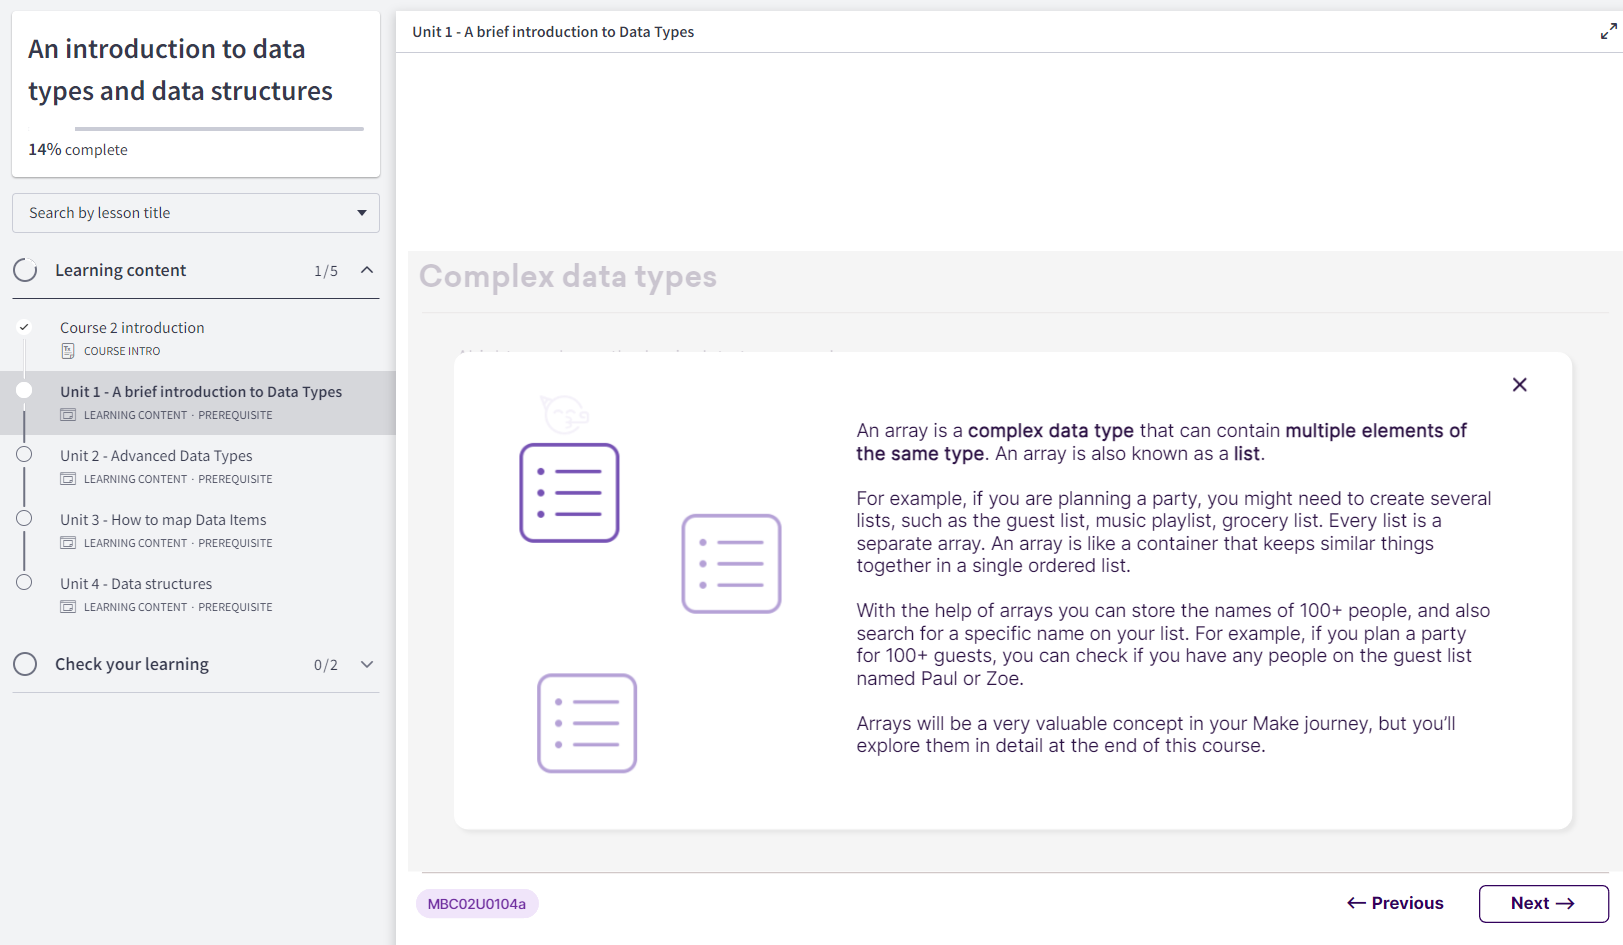 An introduction to data
types and data structures
14% complete
Search by lesson title
Learning content 1/5
Course 2 introduction
COURSE INTRO
Unit 1 - A brief introduction to Data Types
LEARNING CONTENT · PREREQUISITE
Unit 2 - Advanced Data Types
LEARNING CONTENT · PREREQUISITE
Unit 3 - How to map Data Items
LEARNING CONTENT · PREREQUISITE
Unit 4 - Data structures
LEARNING CONTENT · PREREQUISITE
Check your learning 0/2
Unit 1 - A brief introduction to Data Types
Complex data types
An array is a complex data type that can contain multiple elements of
the same type. An array is also known as a list.
For example, if you are planning a party, you might need to create several
lists, such as the guest list, music playlist, grocery list. Every list is a
separate array. An array is like a container that keeps similar things
together in a single ordered list.
With the help of arrays you can store the names of 100+ people, and also
search for a specific name on your list. For example, if you plan a party
for 100+ guests, you can check if you have any people on the guest list
named Paul or Zoe.
Arrays will be a very valuable concept in your Make journey, but you'll
explore them in detail at the end of this course.
MBC02U0104a
← Previous
Next →